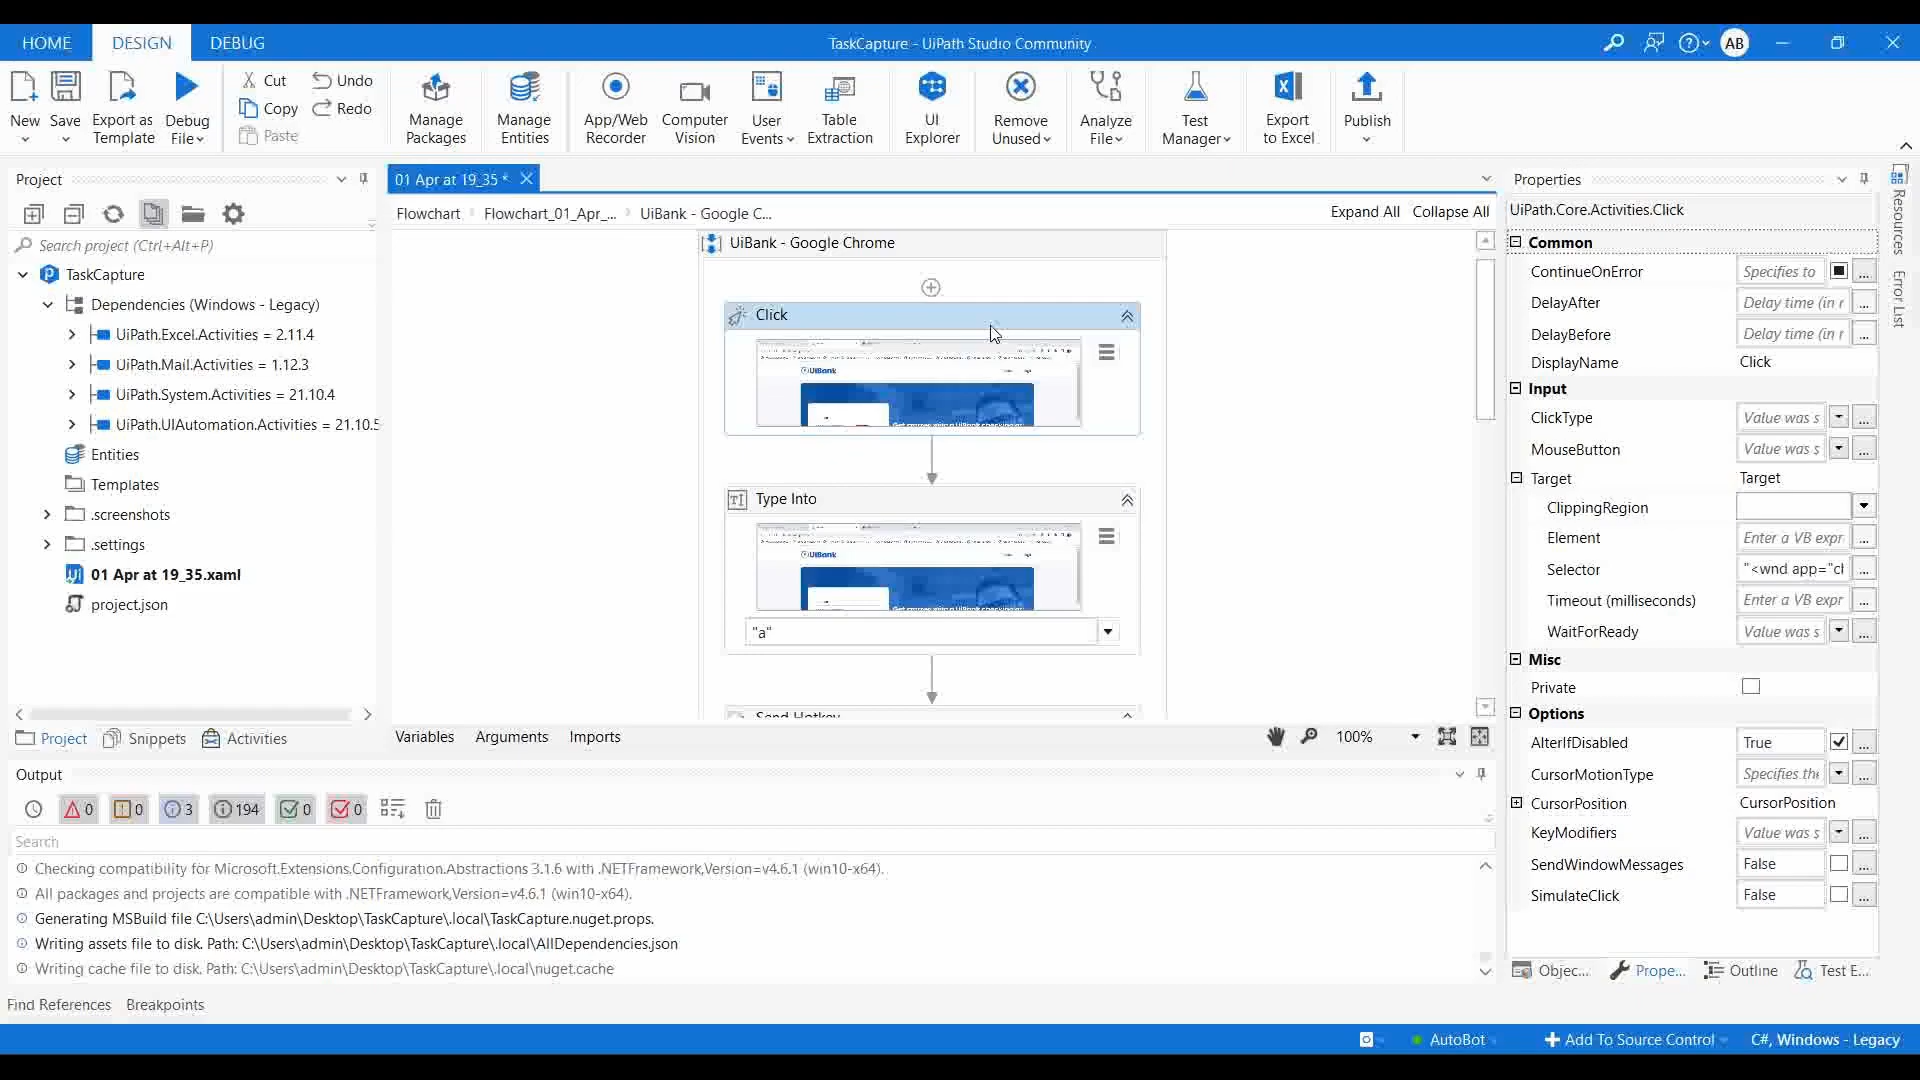 HOME
DESIGN
DEBUG
TaskCapture - UiPath Studio Community
AB
New
Save
Export as Template
Debug File
Cut
Copy
Paste
Undo
Redo
Manage Packages
Manage Entities
App/Web Recorder
Computer Vision
User Events
Table Extraction
UI Explorer
Remove Unused
Analyze File
Test Manager
Export to Excel
Publish
Project
Search project (Ctrl+Alt+P)
TaskCapture
Dependencies (Windows - Legacy)
UiPath.Excel.Activities = 2.11.4
UiPath.Mail.Activities = 1.12.3
UiPath.System.Activities = 21.10.4
UiPath.UIAutomation.Activities = 21.10.5
Entities
Templates
.screenshots
.settings
01 Apr at 19_35.xaml
project.json
Project
Snippets
Activities
01 Apr at 19_35 *
Flowchart
Flowchart_01_Apr_...
UiBank - Google C...
Expand All
Collapse All
UiBank - Google Chrome
Click
UiBank
Type Into
UiBank
"a"
Send Hotkey
Variables
Arguments
Imports
100%
Properties
UiPath.Core.Activities.Click
Common
ContinueOnError
Specifies to
...
DelayAfter
Delay time (in r
...
DelayBefore
Delay time (in r
...
DisplayName
Click
Input
ClickType
Value was s
...
MouseButton
Value was s
...
Target
Target
ClippingRegion
Element
Enter a VB expr
...
Selector
"<wnd app="cl
...
Timeout (milliseconds)
Enter a VB expr
...
WaitForReady
Value was s
...
Misc
Private
Options
AlterIfDisabled
True
...
CursorMotionType
Specifies the
...
CursorPosition
CursorPosition
KeyModifiers
Value was s
...
SendWindowMessages
False
...
SimulateClick
False
...
Objec...
Prope...
Outline
Test E...
Resources
Error List
Output
0
0
3
194
0
0
Search
Checking compatibility for Microsoft.Extensions.Configuration.Abstractions 3.1.6 with .NETFramework,Version=v4.6.1 (win10-x64).
All packages and projects are compatible with .NETFramework,Version=v4.6.1 (win10-x64).
Generating MSBuild file C:\Users\admin\Desktop\TaskCapture\.local\TaskCapture.nuget.props.
Writing assets file to disk. Path: C:\Users\admin\Desktop\TaskCapture\.local\AllDependencies.json
Writing cache file to disk. Path: C:\Users\admin\Desktop\TaskCapture\.local\nuget.cache
Find References
Breakpoints
AutoBot
Add To Source Control
C#, Windows - Legacy